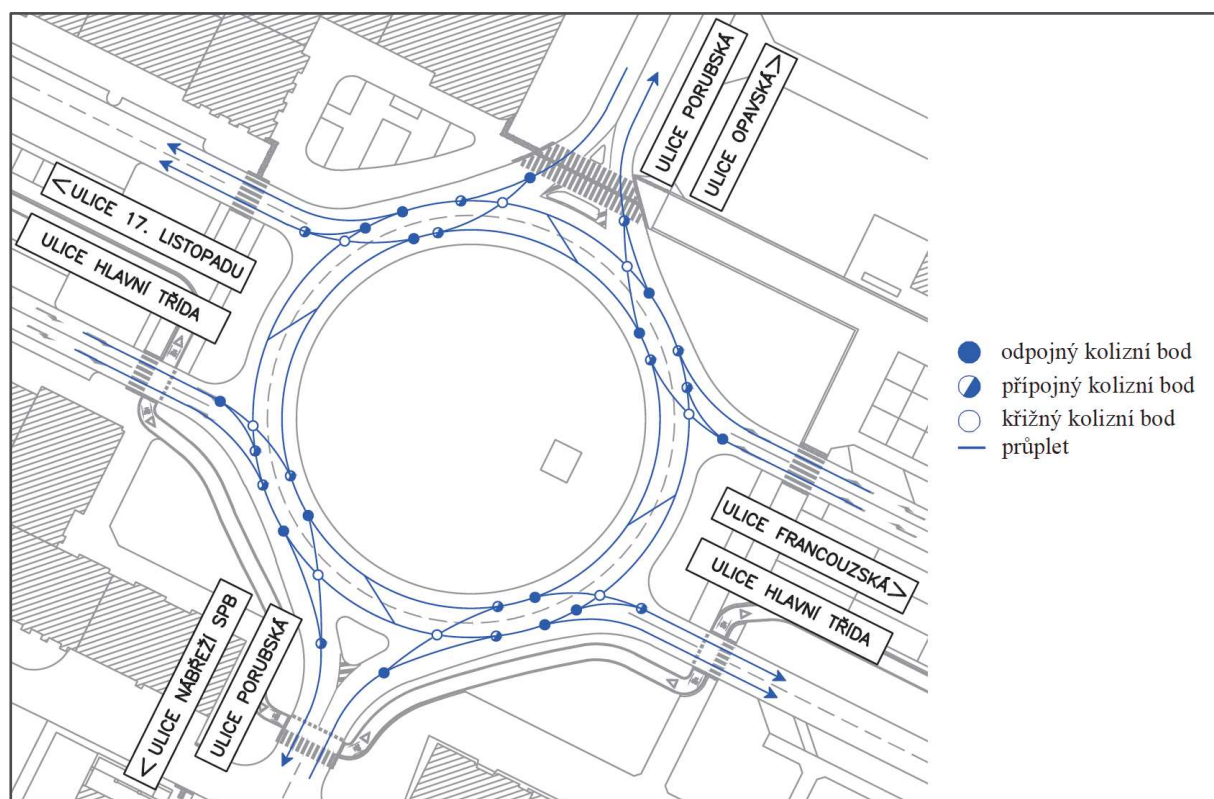 ULICE PORUBSKÁ
ULICE OPAVSKÁ>
<ULICE 17. LISTOPADU
ULICE HLAVNÍ TŘÍDA
odpojný kolizní bod
přípojný kolizní bod
křižný kolizní bod
průplet
ULICE FRANCOUZSKÁ>
ULICE HLAVNÍ TŘÍDA
<ULICE NÁBŘEŽÍ SPB
ULICE PORUBSKÁ